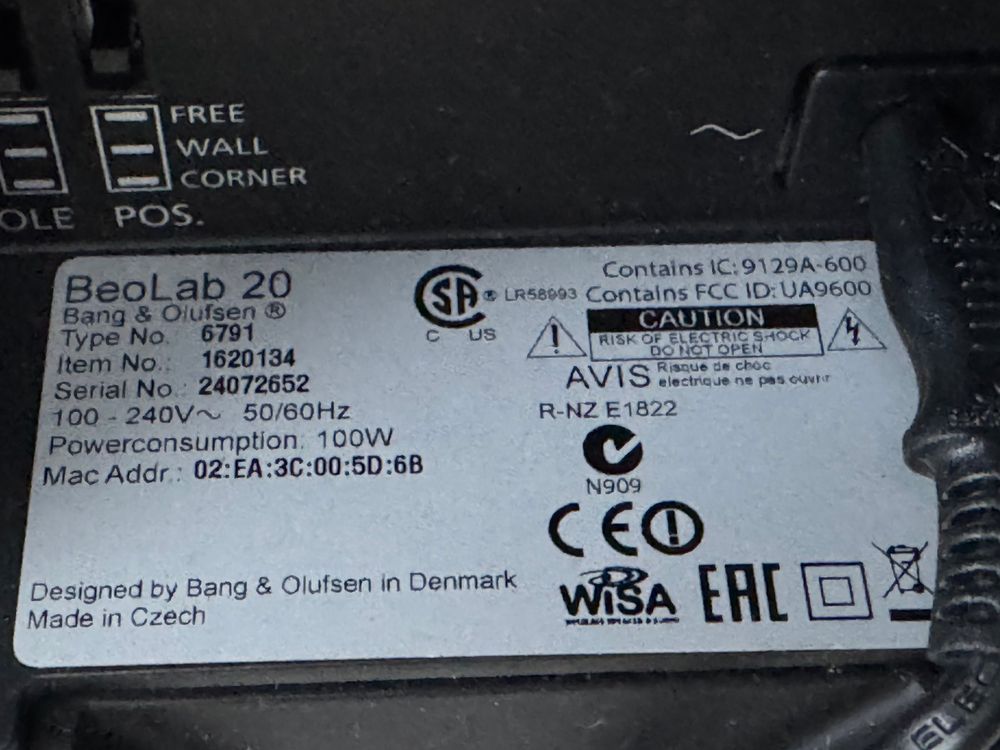 FREE
WALL
CORNER
OLE POS.
BeoLab 20
Bang & Olufsen ®
Type No. 6791
Item No.: 1620134
Serial No.: 24072652
100 - 240V~ 50/60Hz
Powerconsumption: 100W
Mac Addr.: 02:EA:3C:00:5D:6B
Designed by Bang & Olufsen in Denmark
Made in Czech
SA ® LR58993
C US
Contains IC: 9129A-600
Contains FCC ID: UA9600
CAUTION
RISK OF ELECTRIC SHOCK
DO NOT OPEN
AVIS Risque de choc
electrique ne pas ouvrir
R-NZ E1822
N909
CE
WiSA EAC
ELEC